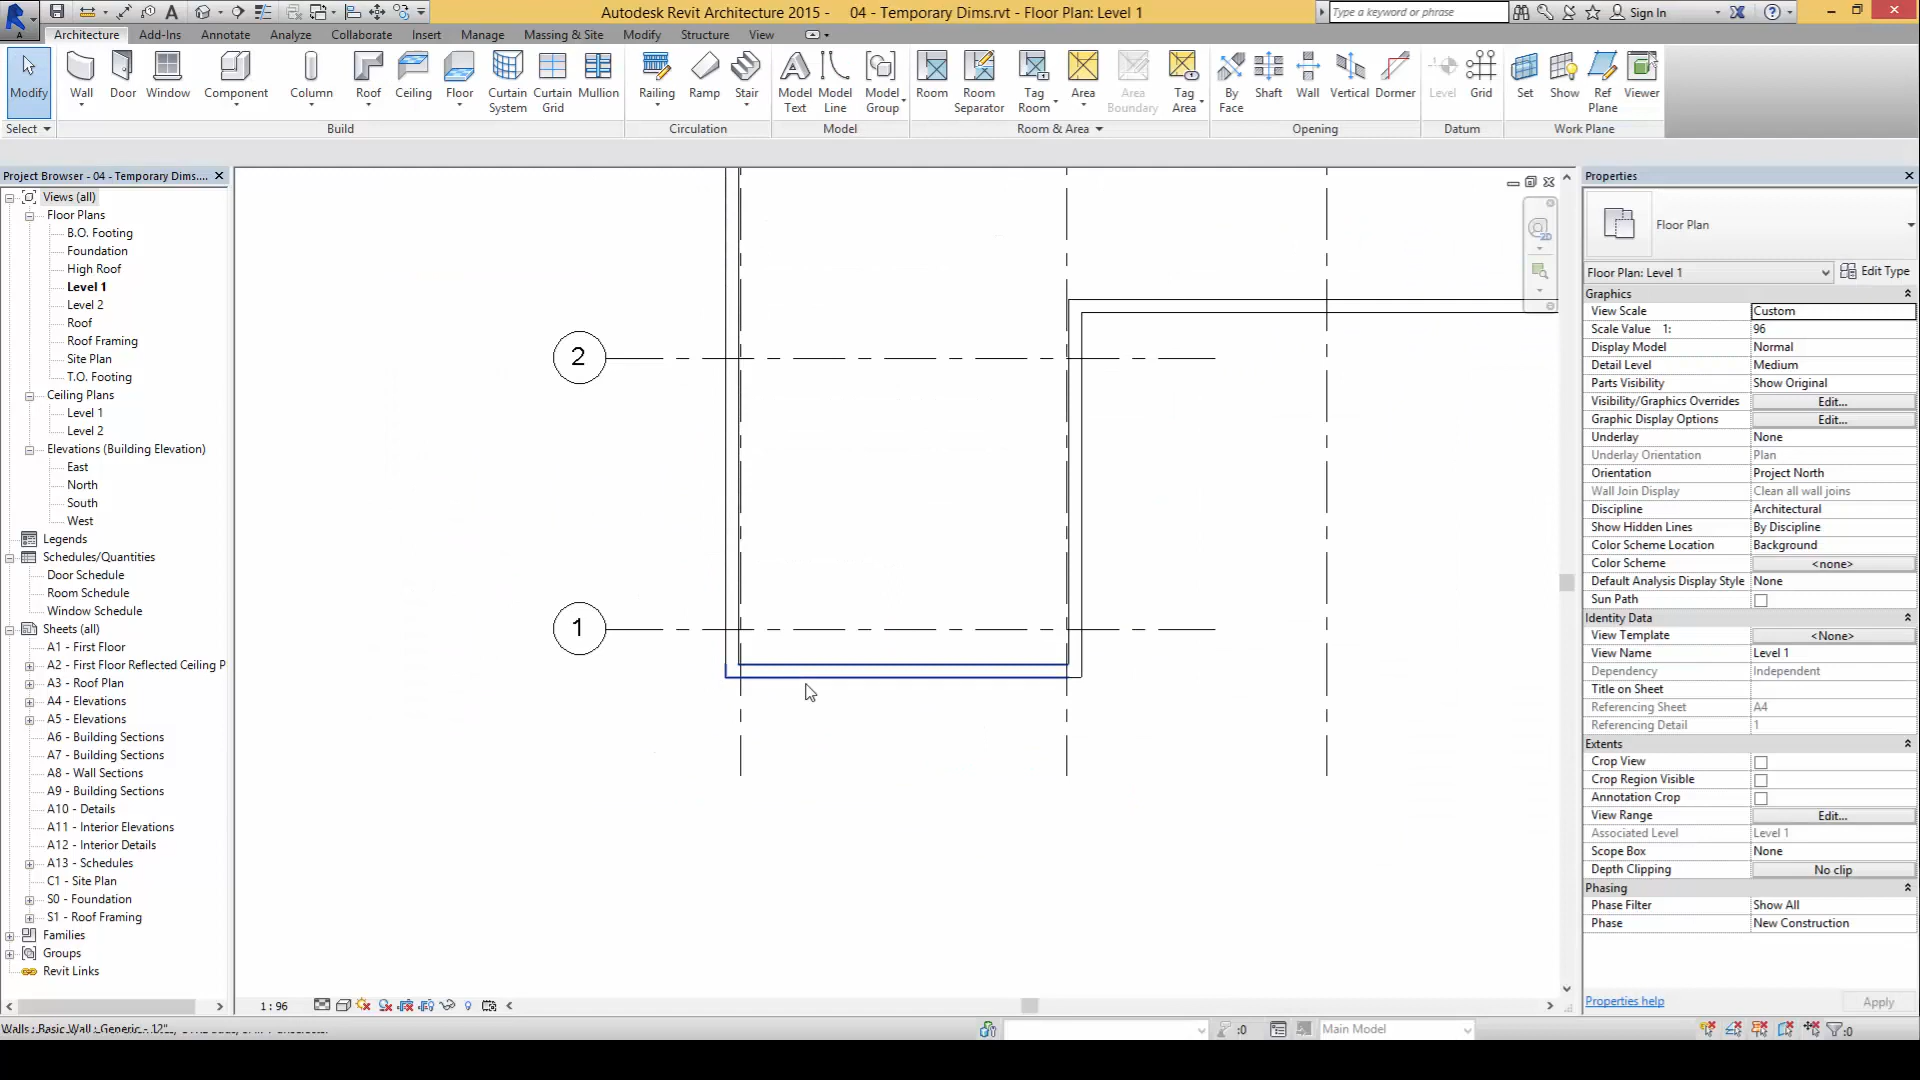 Autodesk Revit Architecture 2015 - 04 - Temporary Dims.rvt - Floor Plan: Level 1
Type a keyword or phrase
Sign In
Architecture Add-Ins Annotate Analyze Collaborate Insert Manage Massing & Site Modify Structure View
Modify Wall Door Window Component Column Roof Ceiling Floor Curtain System Curtain Grid Mullion Railing Ramp Stair Model Text Model Line Model Group Room Room Separator Tag Room Area Area Boundary Tag Area By Face Shaft Wall Vertical Dormer Level Grid Set Show Ref Plane Viewer
Select Build Circulation Model Room & Area Opening Datum Work Plane
Project Browser - 04 - Temporary Dims....
Views (all)
Floor Plans
B.O. Footing
Foundation
High Roof
Level 1
Level 2
Roof
Roof Framing
Site Plan
T.O. Footing
Ceiling Plans
Level 1
Level 2
Elevations (Building Elevation)
East
North
South
West
Legends
Schedules/Quantities
Door Schedule
Room Schedule
Window Schedule
Sheets (all)
A1 - First Floor
A2 - First Floor Reflected Ceiling P
A3 - Roof Plan
A4 - Elevations
A5 - Elevations
A6 - Building Sections
A7 - Building Sections
A8 - Wall Sections
A9 - Building Sections
A10 - Details
A11 - Interior Elevations
A12 - Interior Details
A13 - Schedules
C1 - Site Plan
S0 - Foundation
S1 - Roof Framing
Families
Groups
Revit Links
2
1
2D
1 : 96
Properties
Floor Plan
Floor Plan: Level 1 Edit Type
Graphics
View Scale Custom
Scale Value 1: 96
Display Model Normal
Detail Level Medium
Parts Visibility Show Original
Visibility/Graphics Overrides Edit...
Graphic Display Options Edit...
Underlay None
Underlay Orientation Plan
Orientation Project North
Wall Join Display Clean all wall joins
Discipline Architectural
Show Hidden Lines By Discipline
Color Scheme Location Background
Color Scheme <none>
Default Analysis Display Style None
Sun Path
Identity Data
View Template <None>
View Name Level 1
Dependency Independent
Title on Sheet
Referencing Sheet A4
Referencing Detail 1
Extents
Crop View
Crop Region Visible
Annotation Crop
View Range Edit...
Associated Level Level 1
Scope Box None
Depth Clipping No clip
Phasing
Phase Filter Show All
Phase New Construction
Properties help Apply
Walls : Basic Wall : Generic - 12"
:0 Main Model :0